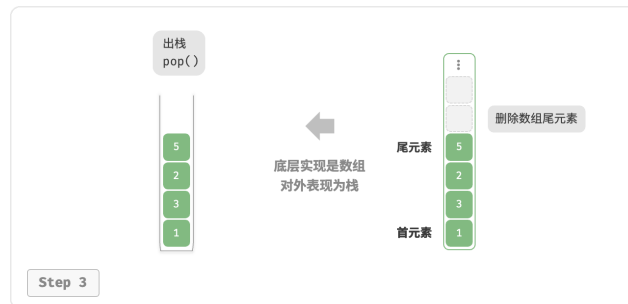 出栈
pop()
5
2
3
1
底层实现是数组
对外表现为栈
尾元素
首元素
5
2
3
1
删除数组尾元素
Step 3